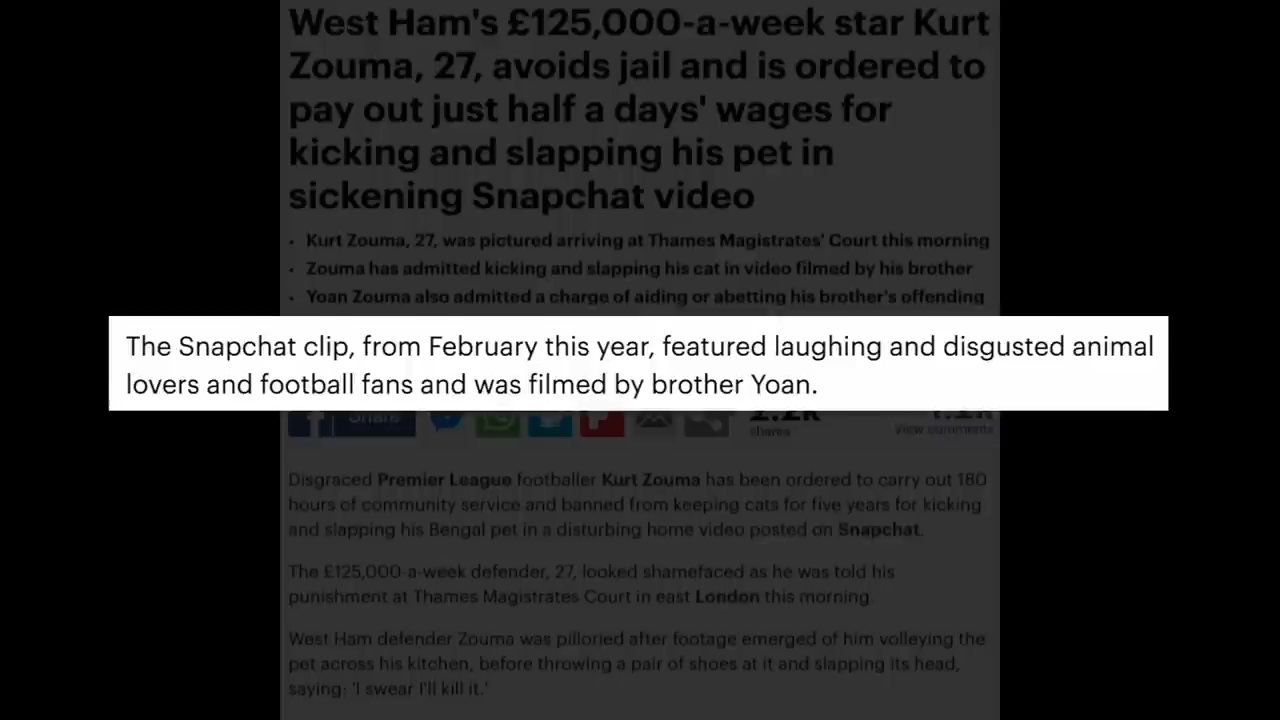 West Ham's £125,000-a-week star Kurt
Zouma, 27, avoids jail and is ordered to
pay out just half a days' wages for
kicking and slapping his pet in
sickening Snapchat video
• Kurt Zouma, 27, was pictured arriving at Thames Magistrates' Court this morning
• Zouma has admitted kicking and slapping his cat in video filmed by his brother
• Yoan Zouma also admitted a charge of aiding or abetting his brother's offending
The Snapchat clip, from February this year, featured laughing and disgusted animal
lovers and football fans and was filmed by brother Yoan.
Share
2.2k
shares
view comments
Disgraced Premier League footballer Kurt Zouma has been ordered to carry out 180
hours of community service and banned from keeping cats for five years for kicking
and slapping his Bengal pet in a disturbing home video posted on Snapchat.
The £125,000-a-week defender, 27, looked shamefaced as he was told his
punishment at Thames Magistrates Court in east London this morning.
West Ham defender Zouma was pilloried after footage emerged of him volleying the
pet across his kitchen, before throwing a pair of shoes at it and slapping its head,
saying: 'I swear I'll kill it.'